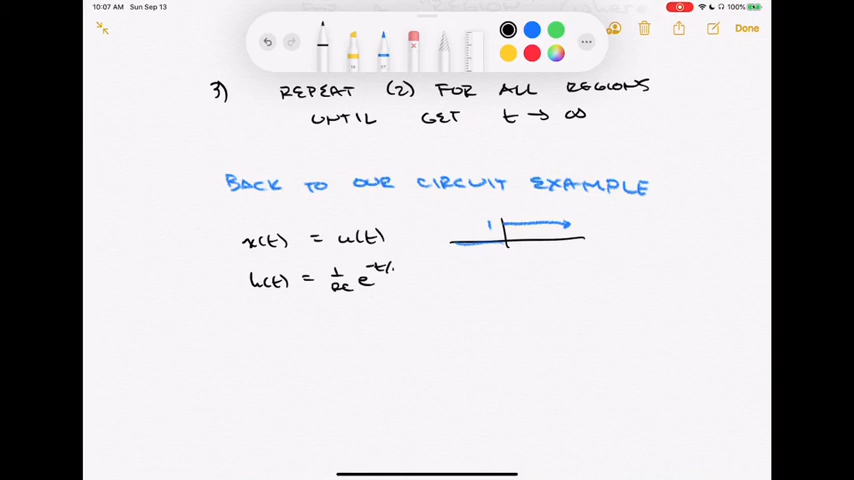 10:07 AM Sun Sep 13
100%
Done
3) REPEAT (2) FOR ALL REGIONS
UNTIL GET t → ∞
BACK TO OUR CIRCUIT EXAMPLE
x(t) = u(t)
1
h(t) = 1/RC e^-t/